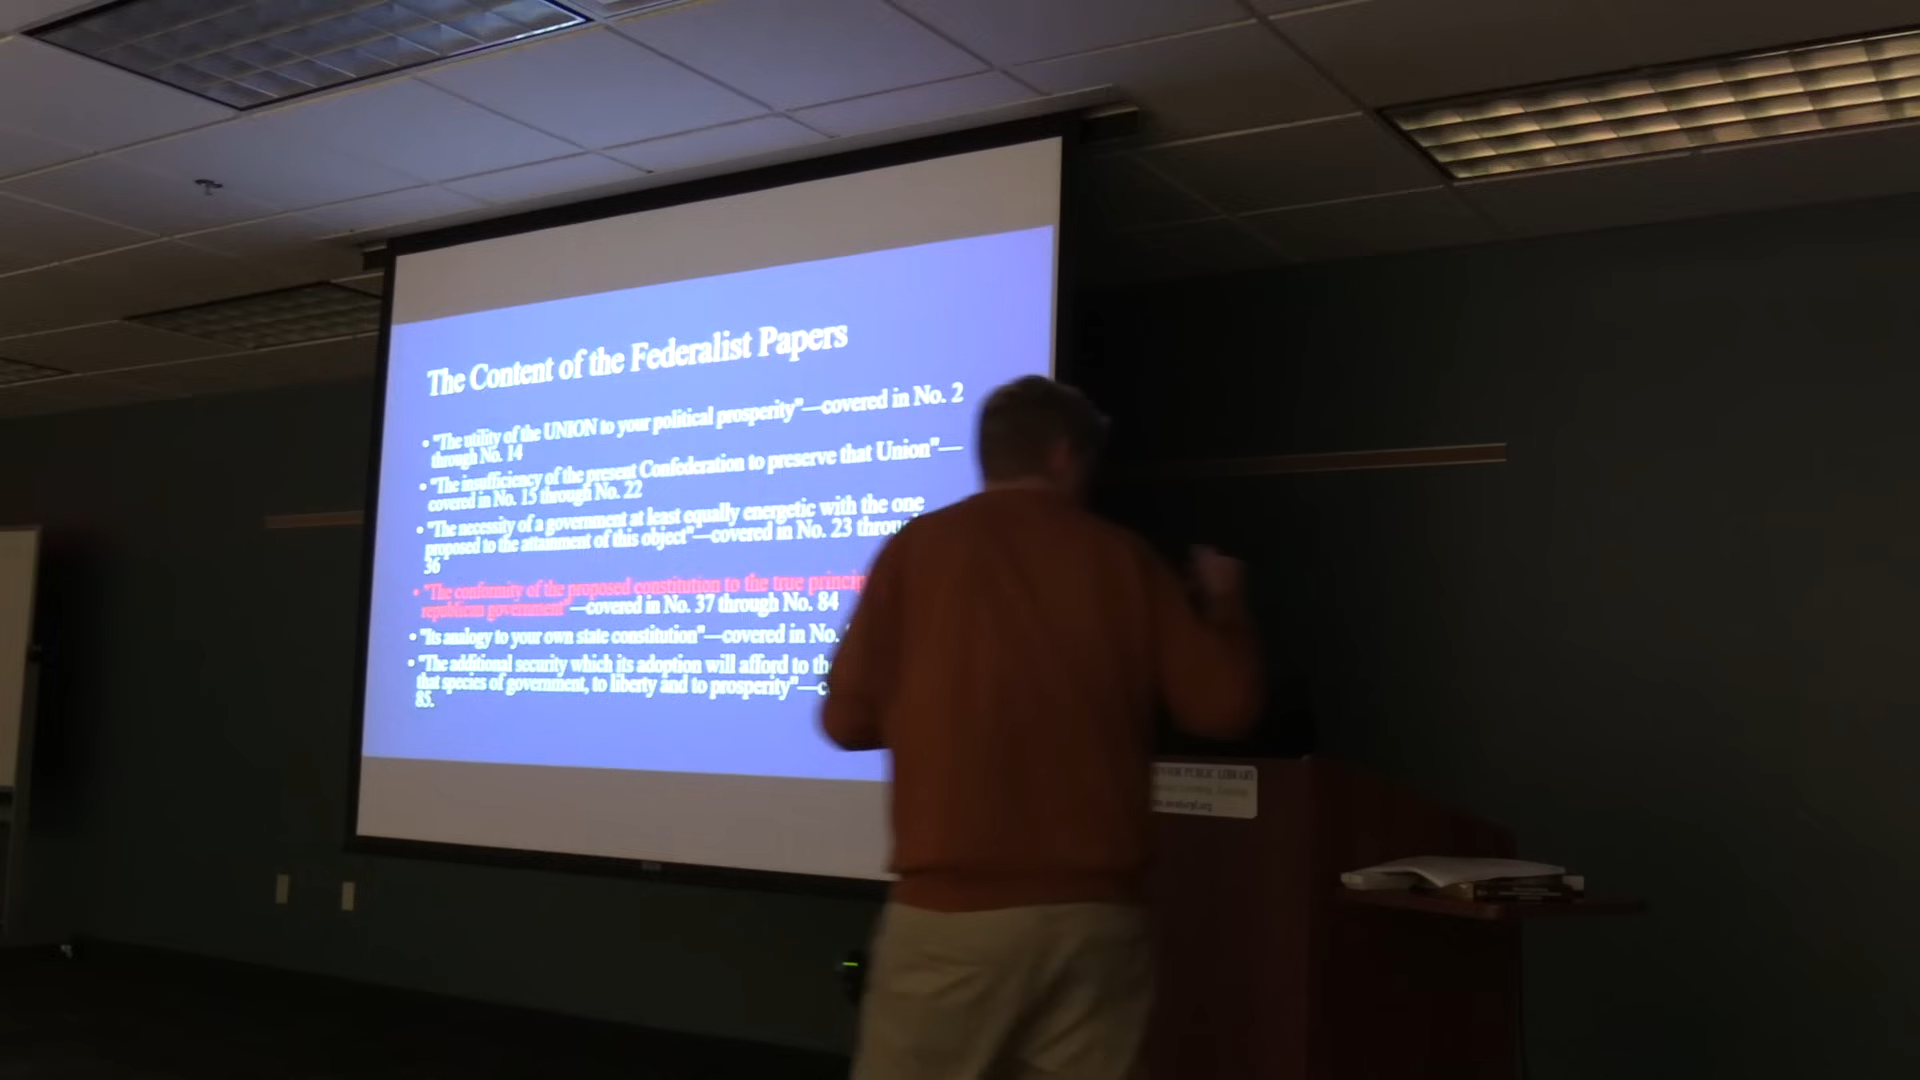 The Content of the Federalist Papers
• "The utility of the UNION to your political prosperity"—covered in No. 2
through No. 14
• "The insufficiency of the present Confederation to preserve that Union"—
covered in No. 15 through No. 22
• "The necessity of a government at least equally energetic with the one
proposed to the attainment of this object"—covered in No. 23
36
• "The conformity of the proposed constitution to the true
republican government"—covered in No. 37 through No. 84
• "Its analogy to your own state constitution"—covered in No.
• "The additional security which its adoption will afford to
that species of government, to liberty and to prosperity"—
85.
PUBLIC LIBRARY